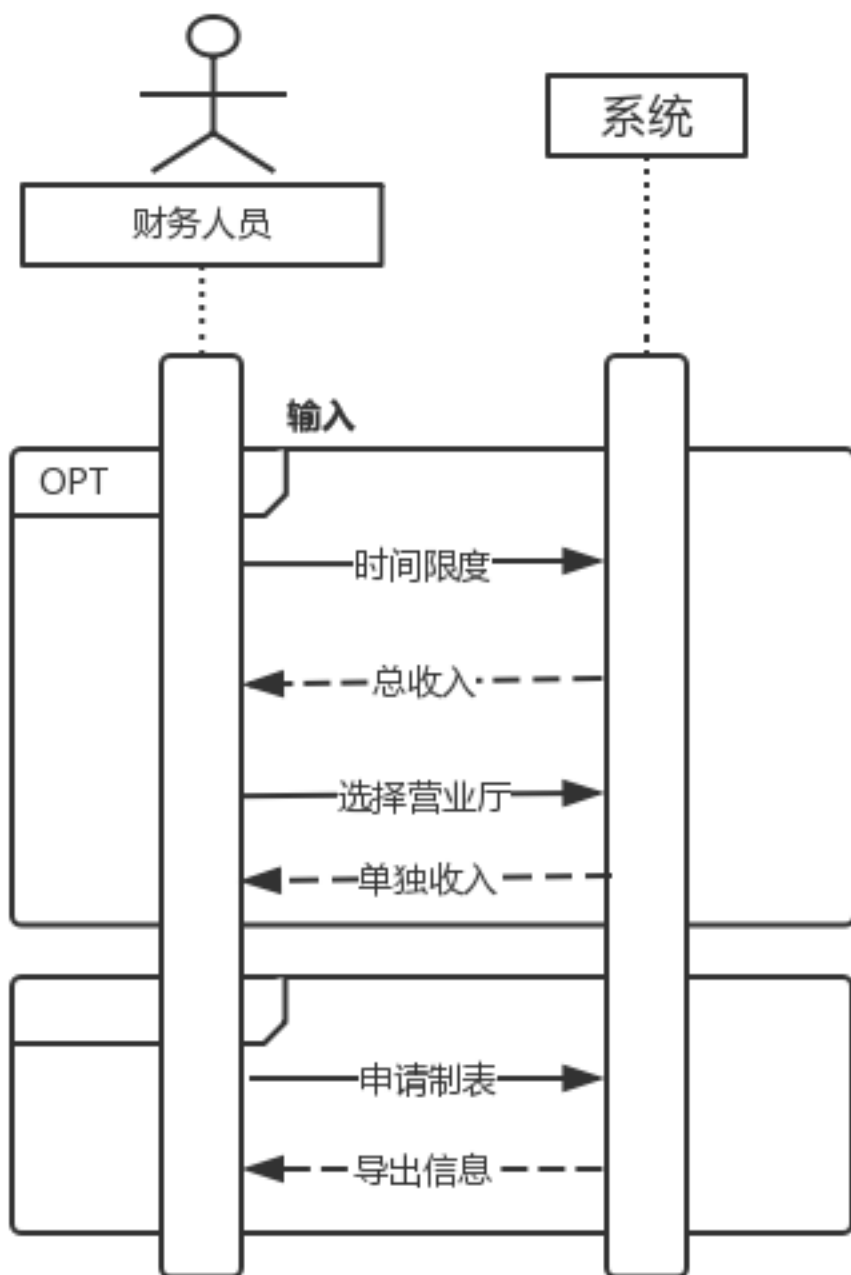 系统
财务人员
输入
OPT
时间限度
总收入
选择营业厅
单独收入
申请制表
导出信息